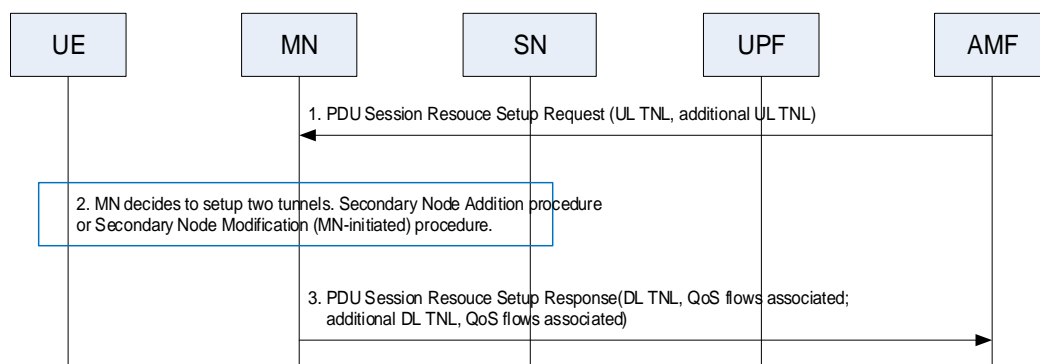 UE MN SN UPF AMF
1. PDU Session Resouce Setup Request (UL TNL, additional UL TNL)
2. MN decides to setup two tunnels. Secondary Node Addition procedure
or Secondary Node Modification (MN-initiated) procedure.
3. PDU Session Resouce Setup Response(DL TNL, QoS flows associated;
additional DL TNL, QoS flows associated)